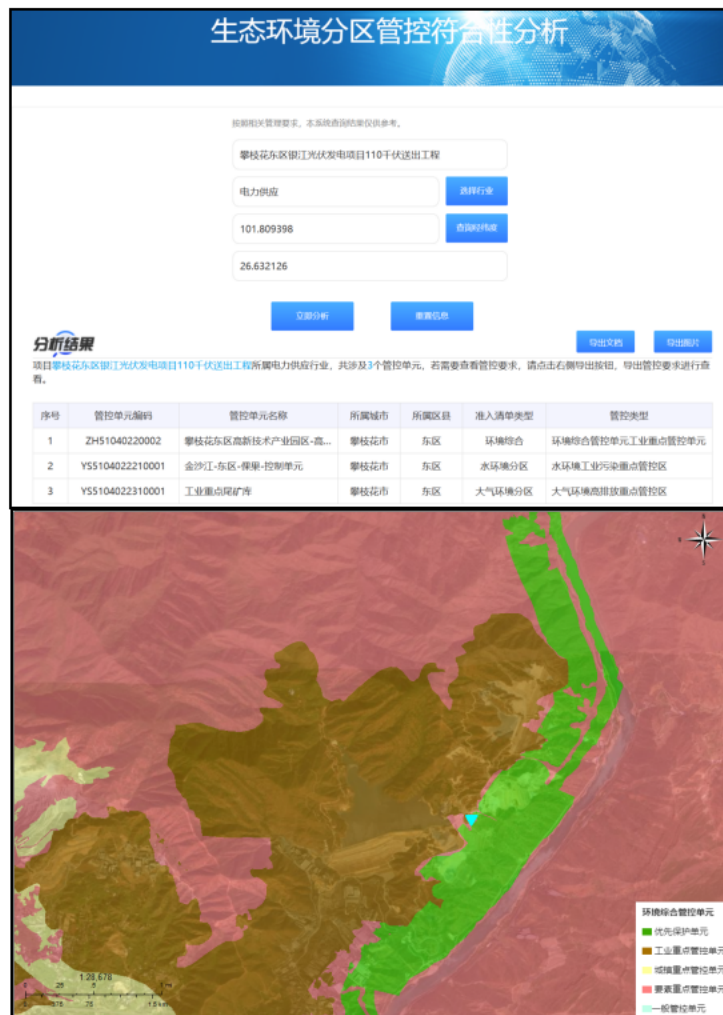 生态环境分区管控符合性分析
按照相关管理要求，本系统查询结果仅供参考。
攀枝花东区银江光伏发电项目110千伏送出工程
电力供应 选择行业
101.809398 查询经纬度
26.632126
立即分析 重置信息
分析结果 导出文档 导出图片
项目攀枝花东区银江光伏发电项目110千伏送出工程所属电力供应行业，共涉及3个管控单元，若需要查看管控要求，请点击右侧导出按钮，导出管控要求进行查
看。
序号 管控单元编码 管控单元名称 所属城市 所属区县 准入清单类型 管控类型
1 ZH51040220002 攀枝花东区高新技术产业园区-高... 攀枝花市 东区 环境综合 环境综合管控单元工业重点管控单元
2 YS5104022210001 金沙江-东区-倮果-控制单元 攀枝花市 东区 水环境分区 水环境工业污染重点管控区
3 YS5104022310001 工业重点尾矿库 攀枝花市 东区 大气环境分区 大气环境高排放重点管控区
N
S
环境综合管控单元
优先保护单元
工业重点管控单元
城镇重点管控单元
要素重点管控单元
一般管控单元
1:28,678
0 .25 .5 1
0 .375 .75 1.5 km